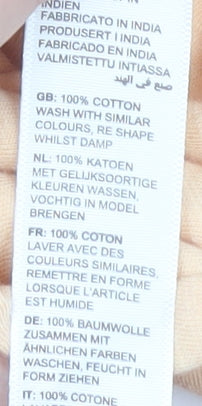 INDIEN
FABBRICATO IN INDIA
PRODUSERT I INDIA
FABRICADO EN INDIA
VALMISTETTU INTIASSA
صنع في الهند
GB: 100% COTTON
WASH WITH SIMILAR
COLOURS, RE SHAPE
WHILST DAMP
NL: 100% KATOEN
MET GELIJKSOORTIGE
KLEUREN WASSEN,
VOCHTIG IN MODEL
BRENGEN
FR: 100% COTON
LAVER AVEC DES
COULEURS SIMILAIRES,
REMETTRE EN FORME
LORSQUE L'ARTICLE
EST HUMIDE
DE: 100% BAUMWOLLE
ZUSAMMEN MIT
ÄHNLICHEN FARBEN
WASCHEN, FEUCHT IN
FORM ZIEHEN
IT: 100% COTONE